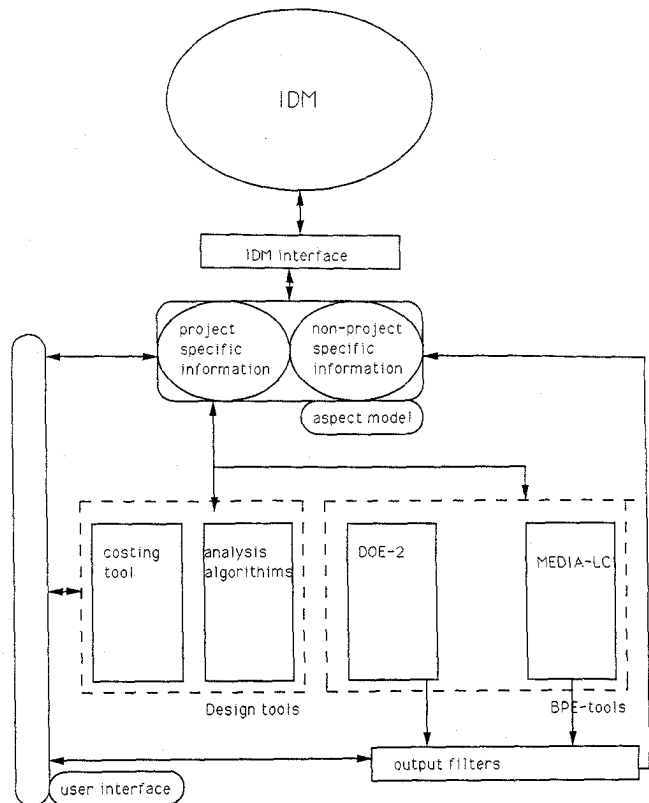 IDM
IDM interface
project
specific
information
non-project
specific
information
aspect model
costing
tool
analysis
algorithims
DOE-2
MEDIA-LC
Design tools
BPE-tools
output filters
user interface